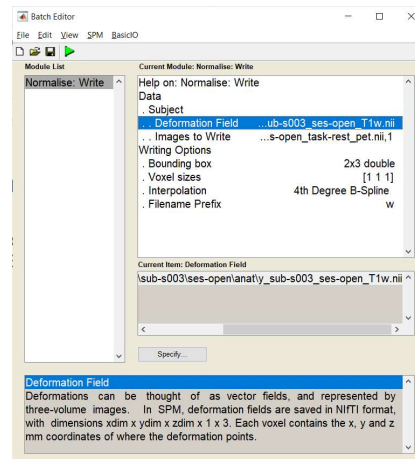 Batch Editor
File Edit View SPM BasicIO
Module List
Normalise: Write
Current Module: Normalise: Write
Help on: Normalise: Write
Data
. Subject
. . Deformation Field ...ub-s003_ses-open_T1w.nii
. . Images to Write ...s-open_task-rest_pet.nii,1
Writing Options
. Bounding box 2x3 double
. Voxel sizes [1 1 1]
. Interpolation 4th Degree B-Spline
. Filename Prefix w
Current Item: Deformation Field
\sub-s003\ses-open\anat\y_sub-s003_ses-open_T1w.nii
Specify...
Deformation Field
Deformations can be thought of as vector fields, and represented by
three-volume images. In SPM, deformation fields are saved in NIfTI format,
with dimensions xdim x ydim x zdim x 1 x 3. Each voxel contains the x, y and z
mm coordinates of where the deformation points.